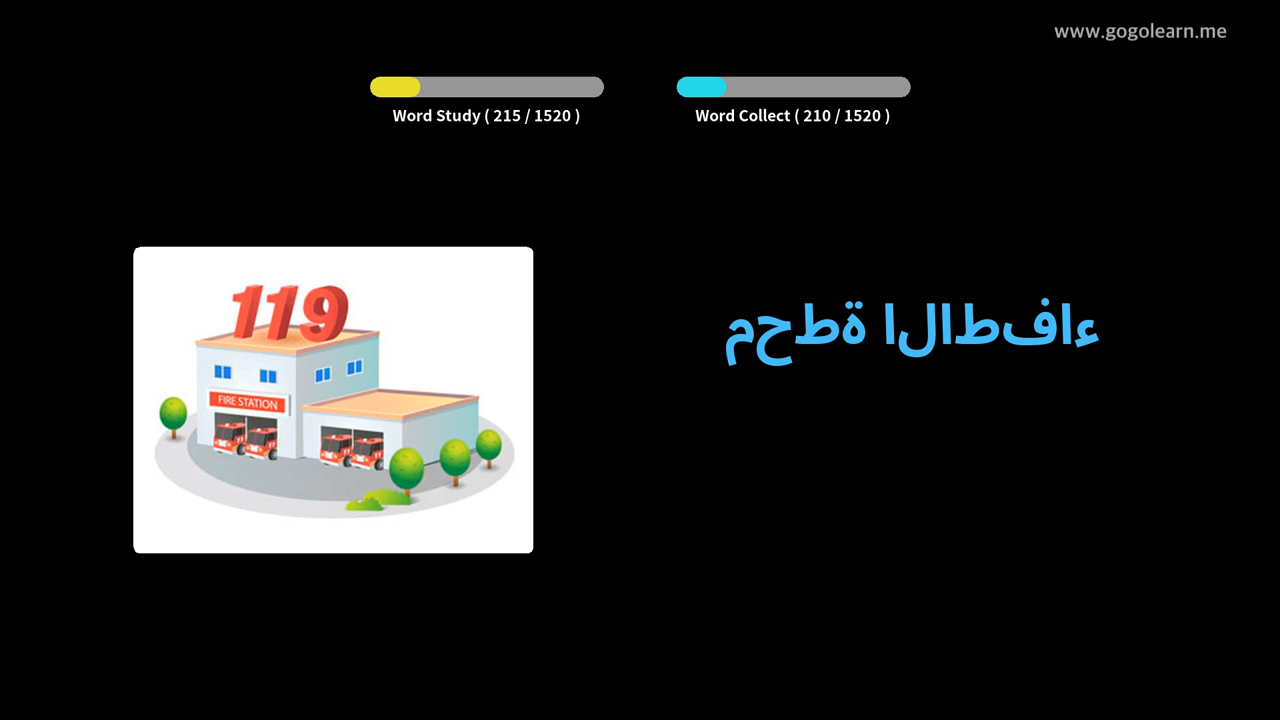 www.gogolearn.me
Word Study ( 215 / 1520 )
Word Collect ( 210 / 1520 )
119
FIRE STATION
محطة الاطفاء